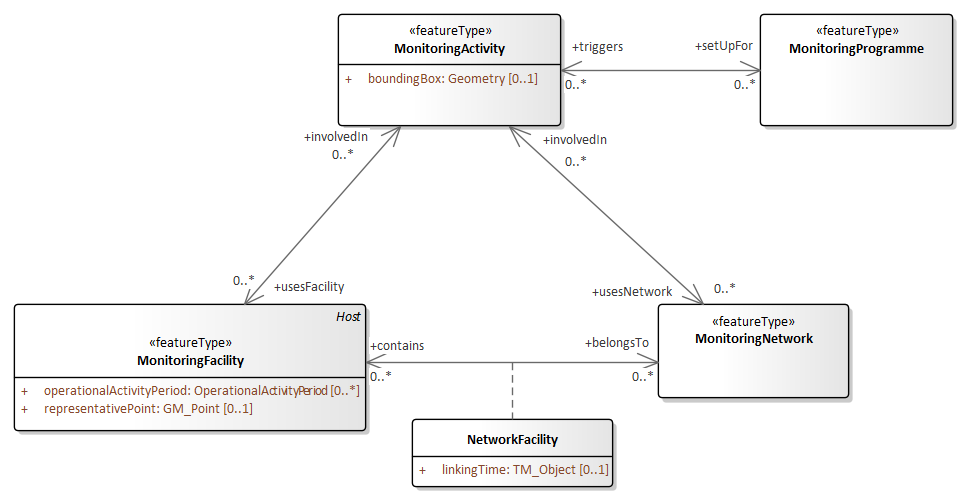 «featureType»
MonitoringActivity
+ boundingBox: Geometry [0..1]
+triggers
0..*
+setUpFor
0..*
«featureType»
MonitoringProgramme
+involvedIn
0..*
+involvedIn
0..*
0..*
+usesFacility
+usesNetwork
0..*
Host
«featureType»
MonitoringFacility
+ operationalActivityPeriod: OperationalActivityPeriod [0..*]
+ representativePoint: GM_Point [0..1]
+contains
0..*
+belongsTo
0..*
«featureType»
MonitoringNetwork
NetworkFacility
+ linkingTime: TM_Object [0..1]